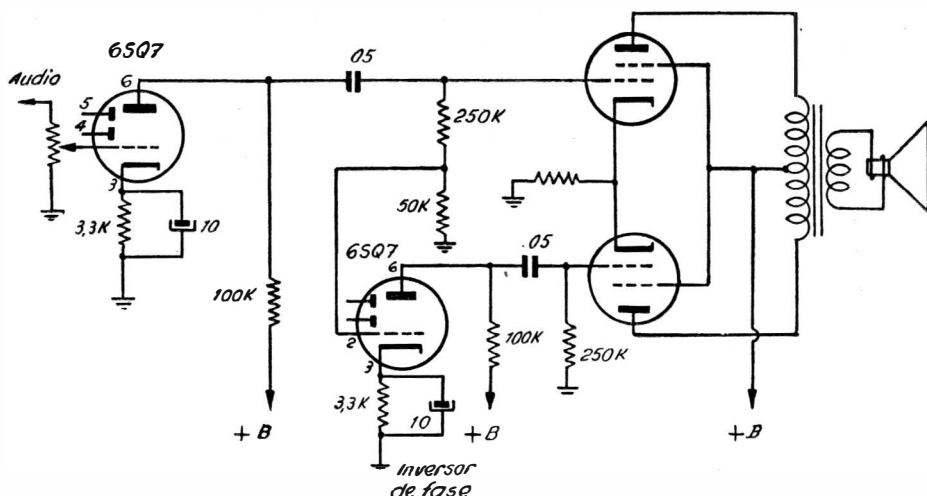 6SQ7
Audio
6
5
4
3
3,3K
10
100K
+ B
05
250K
50K
6SQ7
6
2
3
3,3K
10
.05
100K
250K
+ B
+ B
Inversor
de fase